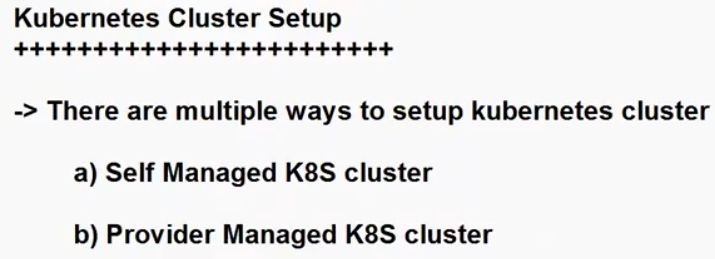 Kubernetes Cluster Setup
++++++++++++++++++++++++
-> There are multiple ways to setup kubernetes cluster
a) Self Managed K8S cluster
b) Provider Managed K8S cluster